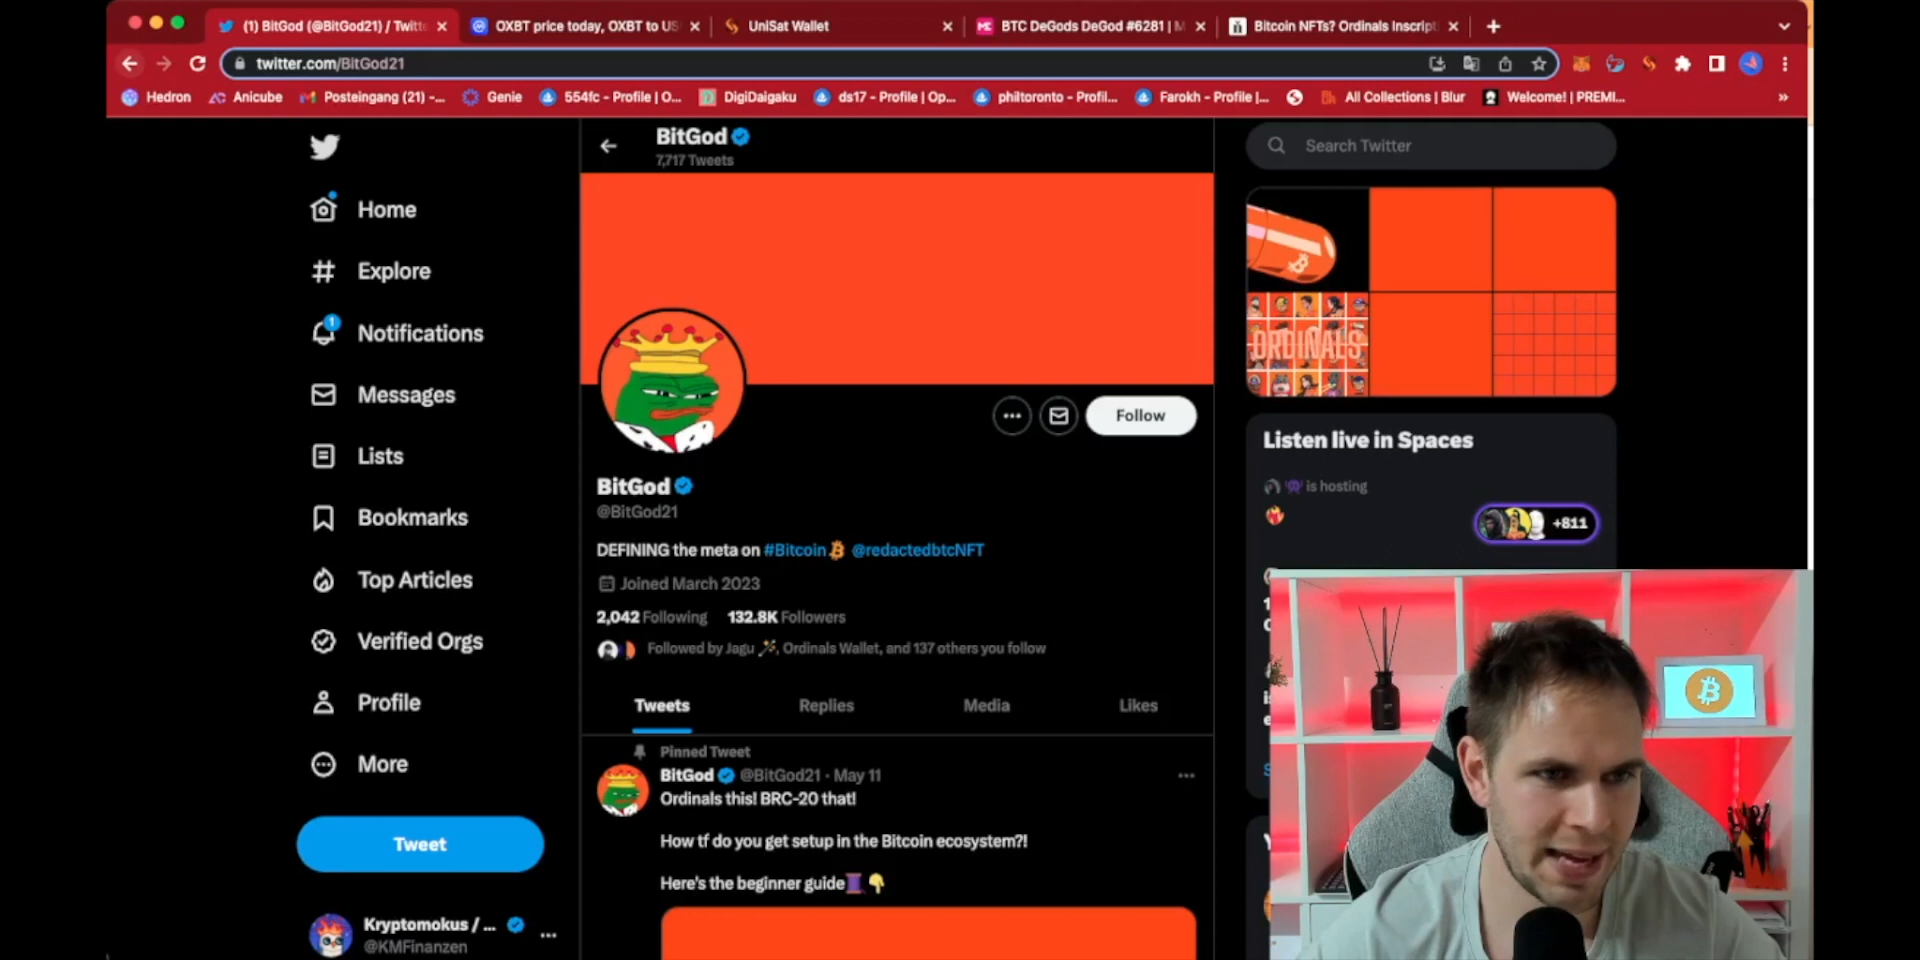 (1) BitGod (@BitGod21) / Twitte
OXBT price today, OXBT to US
UniSat Wallet
BTC DeGods DeGod #6281 | M
Bitcoin NFTs? Ordinals Inscript
twitter.com/BitGod21
Hedron
Anicube
Posteingang (21) -...
Genie
554fc - Profile | O...
DigiDaigaku
ds17 - Profile | Op...
philtoronto - Profil...
Farokh - Profile |...
All Collections | Blur
Welcome! | PREMI...
»
BitGod
7,717 Tweets
Search Twitter
Home
Explore
1
Notifications
Messages
Lists
Bookmarks
Top Articles
Verified Orgs
Profile
More
Tweet
Kryptomokus / ...
@KMFinanzen
Follow
BitGod
@BitGod21
DEFINING the meta on #Bitcoin @redactedbtcNFT
Joined March 2023
2,042 Following 132.8K Followers
Followed by Jagu, Ordinals Wallet, and 137 others you follow
Tweets
Replies
Media
Likes
Pinned Tweet
BitGod @BitGod21 · May 11
Ordinals this! BRC-20 that!
How tf do you get setup in the Bitcoin ecosystem?!
Here's the beginner guide
ORDINALS
Listen live in Spaces
is hosting
+811